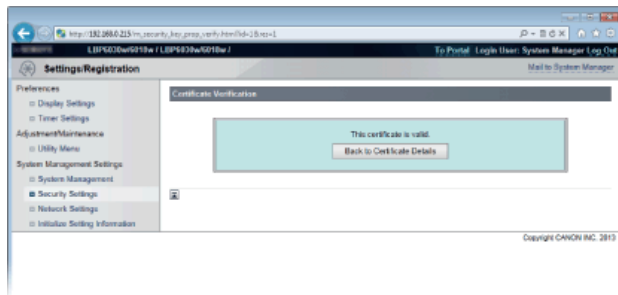 LBP6030w/6018w / LBP6030w/6018w /
To Portal Login User: System Manager Log Out
Settings/Registration
Mail to System Manager
Preferences
Display Settings
Timer Settings
Adjustment/Maintenance
Utility Menu
System Management Settings
System Management
Security Settings
Network Settings
Initialize Setting Information
Certificate Verification
This certificate is valid.
Back to Certificate Details
Copyright CANON INC. 2013